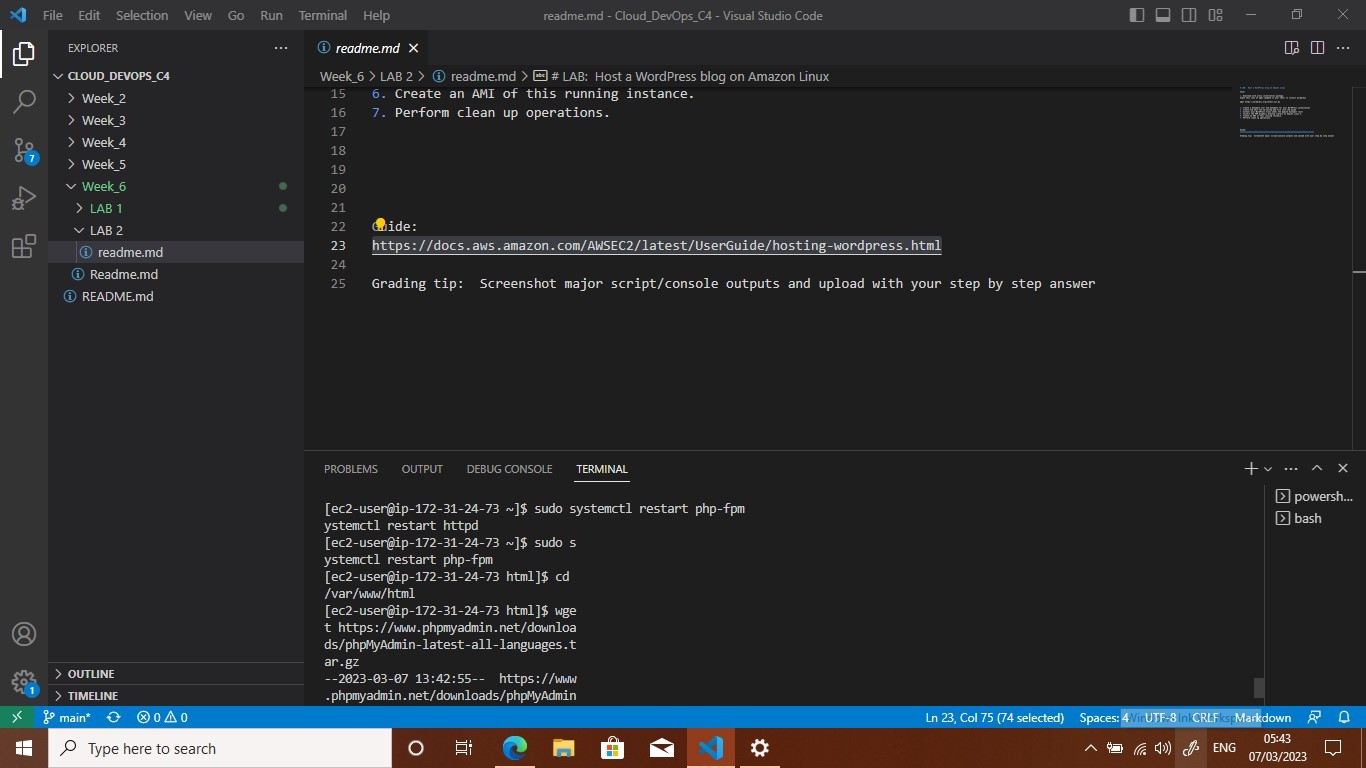 File Edit Selection View Go Run Terminal Help readme.md - Cloud_DevOps_C4 - Visual Studio Code
EXPLORER
CLOUD_DEVOPS_C4
Week_2
Week_3
Week_4
Week_5
Week_6
LAB 1
LAB 2
readme.md
Readme.md
README.md
OUTLINE
TIMELINE
7
1
readme.md
Week_6 > LAB 2 > readme.md > # LAB: Host a WordPress blog on Amazon Linux
15 6. Create an AMI of this running instance.
16 7. Perform clean up operations.
17
18
19
20
21
22 Guide:
23 https://docs.aws.amazon.com/AWSEC2/latest/UserGuide/hosting-wordpress.html
24
25 Grading tip:  Screenshot major script/console outputs and upload with your step by step answer
PROBLEMS OUTPUT DEBUG CONSOLE TERMINAL
[ec2-user@ip-172-31-24-73 ~]$ sudo systemctl restart php-fpm
ystemctl restart httpd
[ec2-user@ip-172-31-24-73 ~]$ sudo s
ystemctl restart php-fpm
[ec2-user@ip-172-31-24-73 html]$ cd
/var/www/html
[ec2-user@ip-172-31-24-73 html]$ wge
t https://www.phpmyadmin.net/downloa
ds/phpMyAdmin-latest-all-languages.t
ar.gz
--2023-03-07 13:42:55--  https://www
.phpmyadmin.net/downloads/phpMyAdmin
powersh...
bash
main* 0 0 Ln 23, Col 75 (74 selected) Spaces: 4 UTF-8 CRLF Markdown
Type here to search
ENG
05:43
07/03/2023